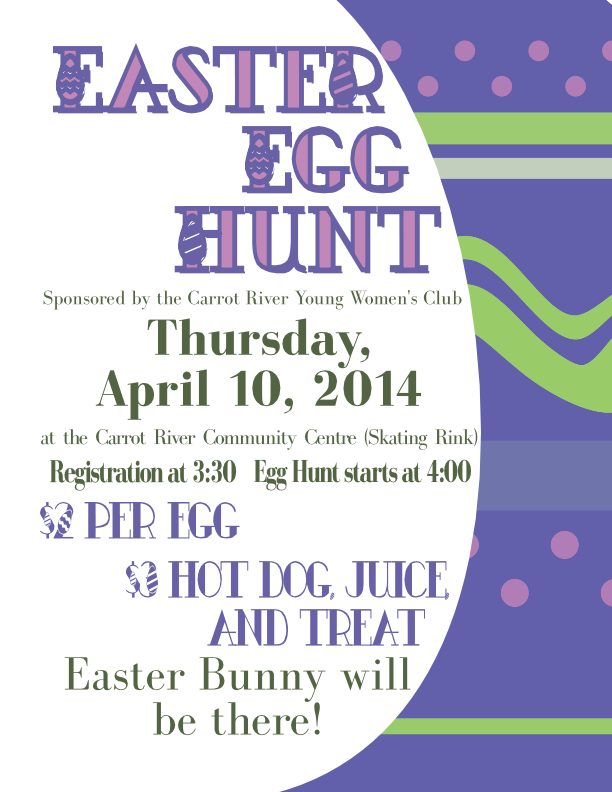 EASTER
EGG
HUNT
Sponsored by the Carrot River Young Women's Club
Thursday,
April 10, 2014
at the Carrot River Community Centre (Skating Rink)
Registration at 3:30 Egg Hunt starts at 4:00
$2 PER EGG
$3 HOT DOG, JUICE,
AND TREAT
Easter Bunny will
be there!